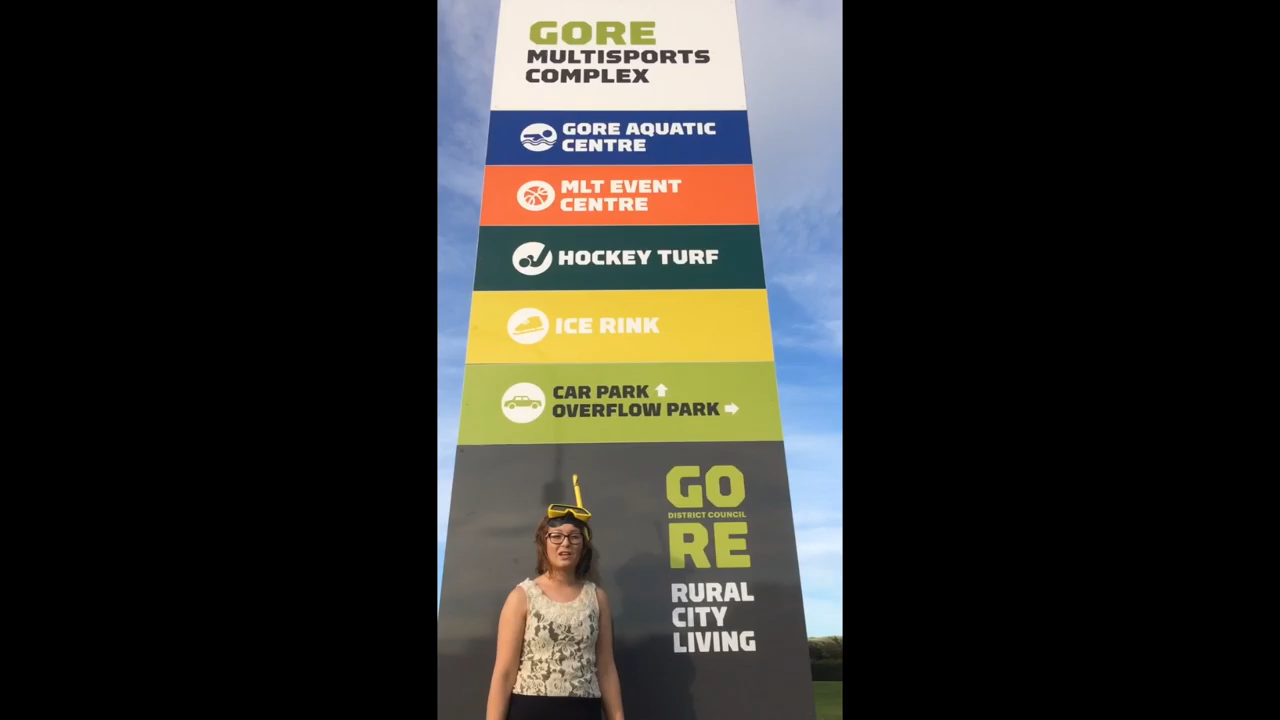 GORE
MULTISPORTS
COMPLEX
GORE AQUATIC
CENTRE
MLT EVENT
CENTRE
HOCKEY TURF
ICE RINK
CAR PARK
OVERFLOW PARK
GO
DISTRICT COUNCIL
RE
RURAL
CITY
LIVING